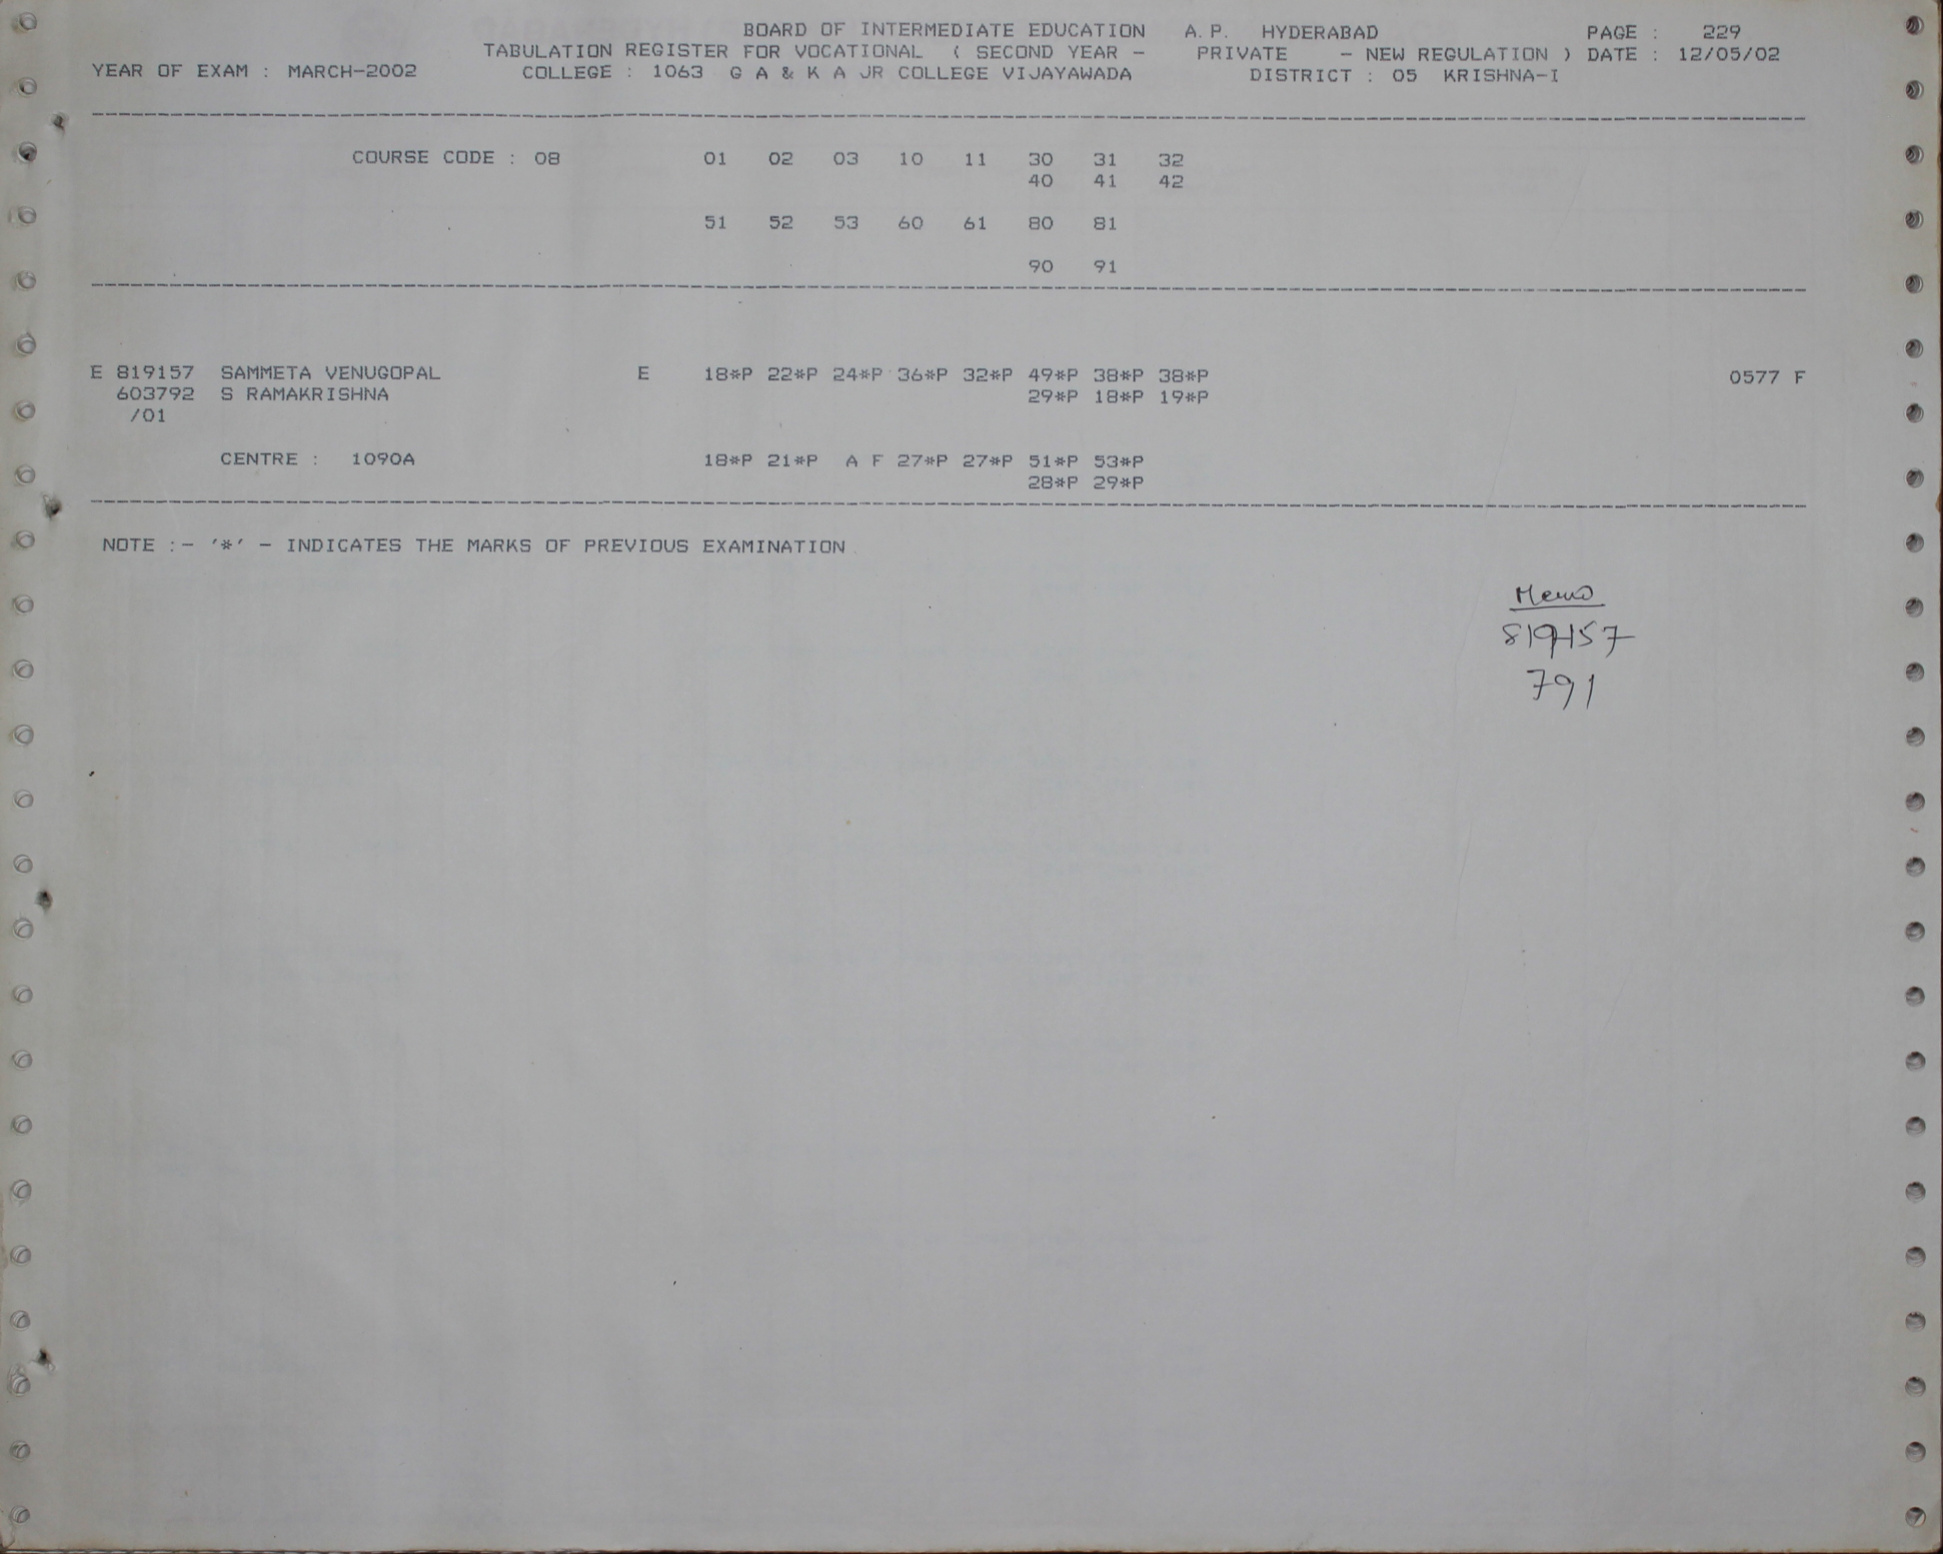 BOARD OF INTERMEDIATE EDUCATION A.P. HYDERABAD PAGE : 229
TABULATION REGISTER FOR VOCATIONAL ( SECOND YEAR - PRIVATE - NEW REGULATION ) DATE : 12/05/02
YEAR OF EXAM : MARCH-2002 COLLEGE : 1063 G A & K A JR COLLEGE VIJAYAWADA DISTRICT : 05 KRISHNA-I
COURSE CODE : 08 01 02 03 10 11 30 31 32
40 41 42
51 52 53 60 61 80 81
90 91
E 819157 SAMMETA VENUGOPAL E 18*P 22*P 24*P 36*P 32*P 49*P 38*P 38*P 0577 F
603792 S RAMAKRISHNA 29*P 18*P 19*P
/01
CENTRE : 1090A 18*P 21*P A F 27*P 27*P 51*P 53*P
28*P 29*P
NOTE :- '*' - INDICATES THE MARKS OF PREVIOUS EXAMINATION
Memo
819157
791